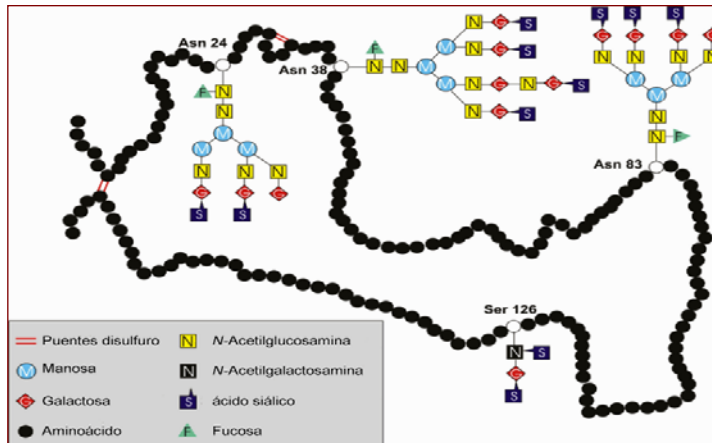 S S S S
G G G G
N N N N
M M
M
N
N F
Asn 83
N G S
M N G S
F
Asn 38 N N M
M N G N G S
N G S
Asn 24
F N
N
M
M M
N N N
G G G
S S
Ser 126
N S
G
S
Puentes disulfuro
M Manosa
G Galactosa
Aminoácido
N N-Acetilglucosamina
N N-Acetilgalactosamina
S ácido siálico
F Fucosa